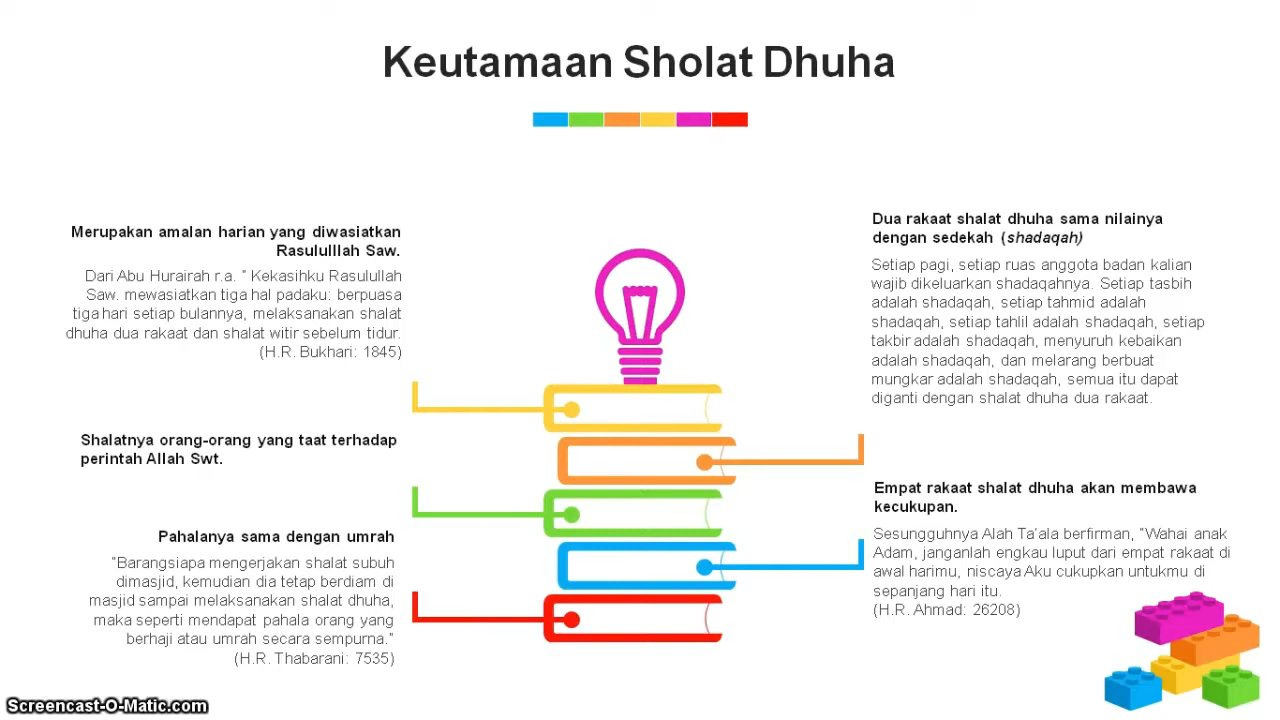 Keutamaan Sholat Dhuha
Merupakan amalan harian yang diwasiatkan
Rasululllah Saw.
Dari Abu Hurairah r.a. " Kekasihku Rasulullah
Saw. mewasiatkan tiga hal padaku: berpuasa
tiga hari setiap bulannya, melaksanakan shalat
dhuha dua rakaat dan shalat witir sebelum tidur.
(H.R. Bukhari: 1845)
Shalatnya orang-orang yang taat terhadap
perintah Allah Swt.
Pahalanya sama dengan umrah
"Barangsiapa mengerjakan shalat subuh
dimasjid, kemudian dia tetap berdiam di
masjid sampai melaksanakan shalat dhuha,
maka seperti mendapat pahala orang yang
berhaji atau umrah secara sempurna."
(H.R. Thabarani: 7535)
Dua rakaat shalat dhuha sama nilainya
dengan sedekah (shadaqah)
Setiap pagi, setiap ruas anggota badan kalian
wajib dikeluarkan shadaqahnya. Setiap tasbih
adalah shadaqah, setiap tahmid adalah
shadaqah, setiap tahlil adalah shadaqah, setiap
takbir adalah shadaqah, menyuruh kebaikan
adalah shadaqah, dan melarang berbuat
mungkar adalah shadaqah, semua itu dapat
diganti dengan shalat dhuha dua rakaat.
Empat rakaat shalat dhuha akan membawa
kecukupan.
Sesungguhnya Alah Ta'ala berfirman, "Wahai anak
Adam, janganlah engkau luput dari empat rakaat di
awal harimu, niscaya Aku cukupkan untukmu di
sepanjang hari itu.
(H.R. Ahmad: 26208)
Screencast-O-Matic.com